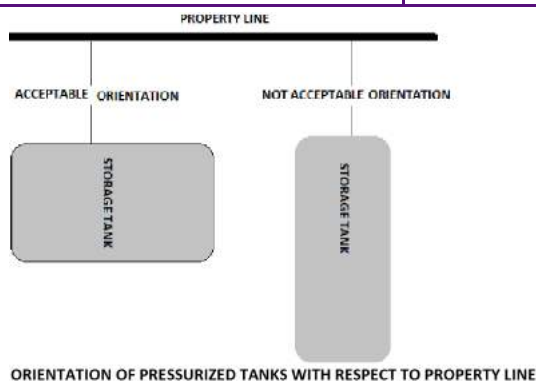 PROPERTY LINE
ACCEPTABLE ORIENTATION
NOT ACCEPTABLE ORIENTATION
STORAGE TANK
STORAGE TANK
ORIENTATION OF PRESSURIZED TANKS WITH RESPECT TO PROPERTY LINE